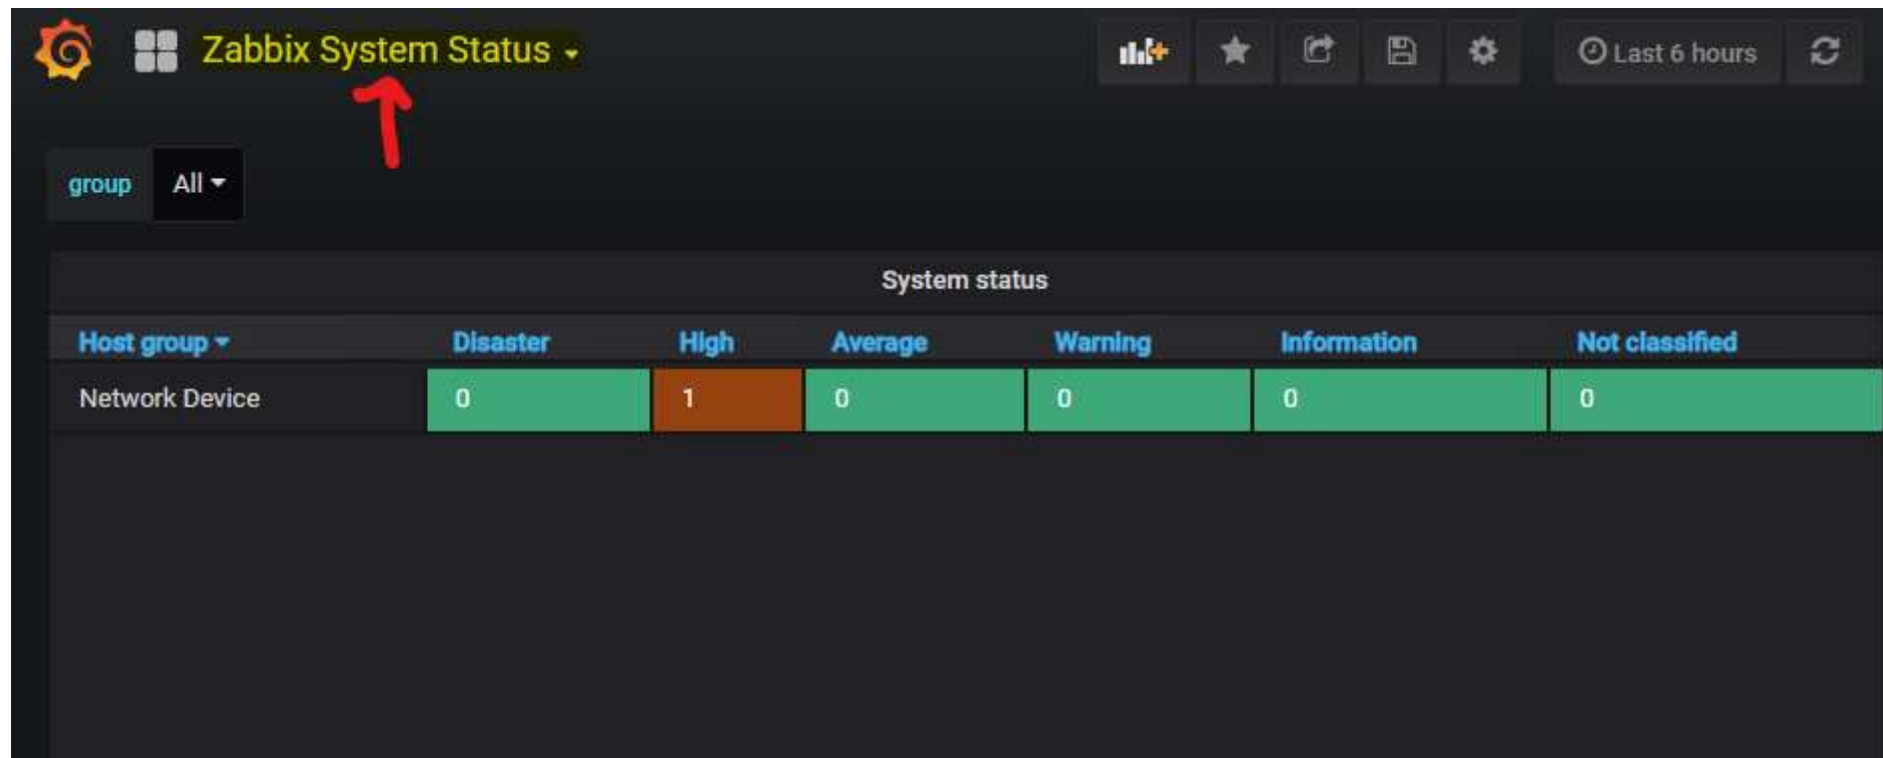 Zabbix System Status
Last 6 hours
group All
System status
Host group Disaster High Average Warning Information Not classified
Network Device 0 1 0 0 0 0